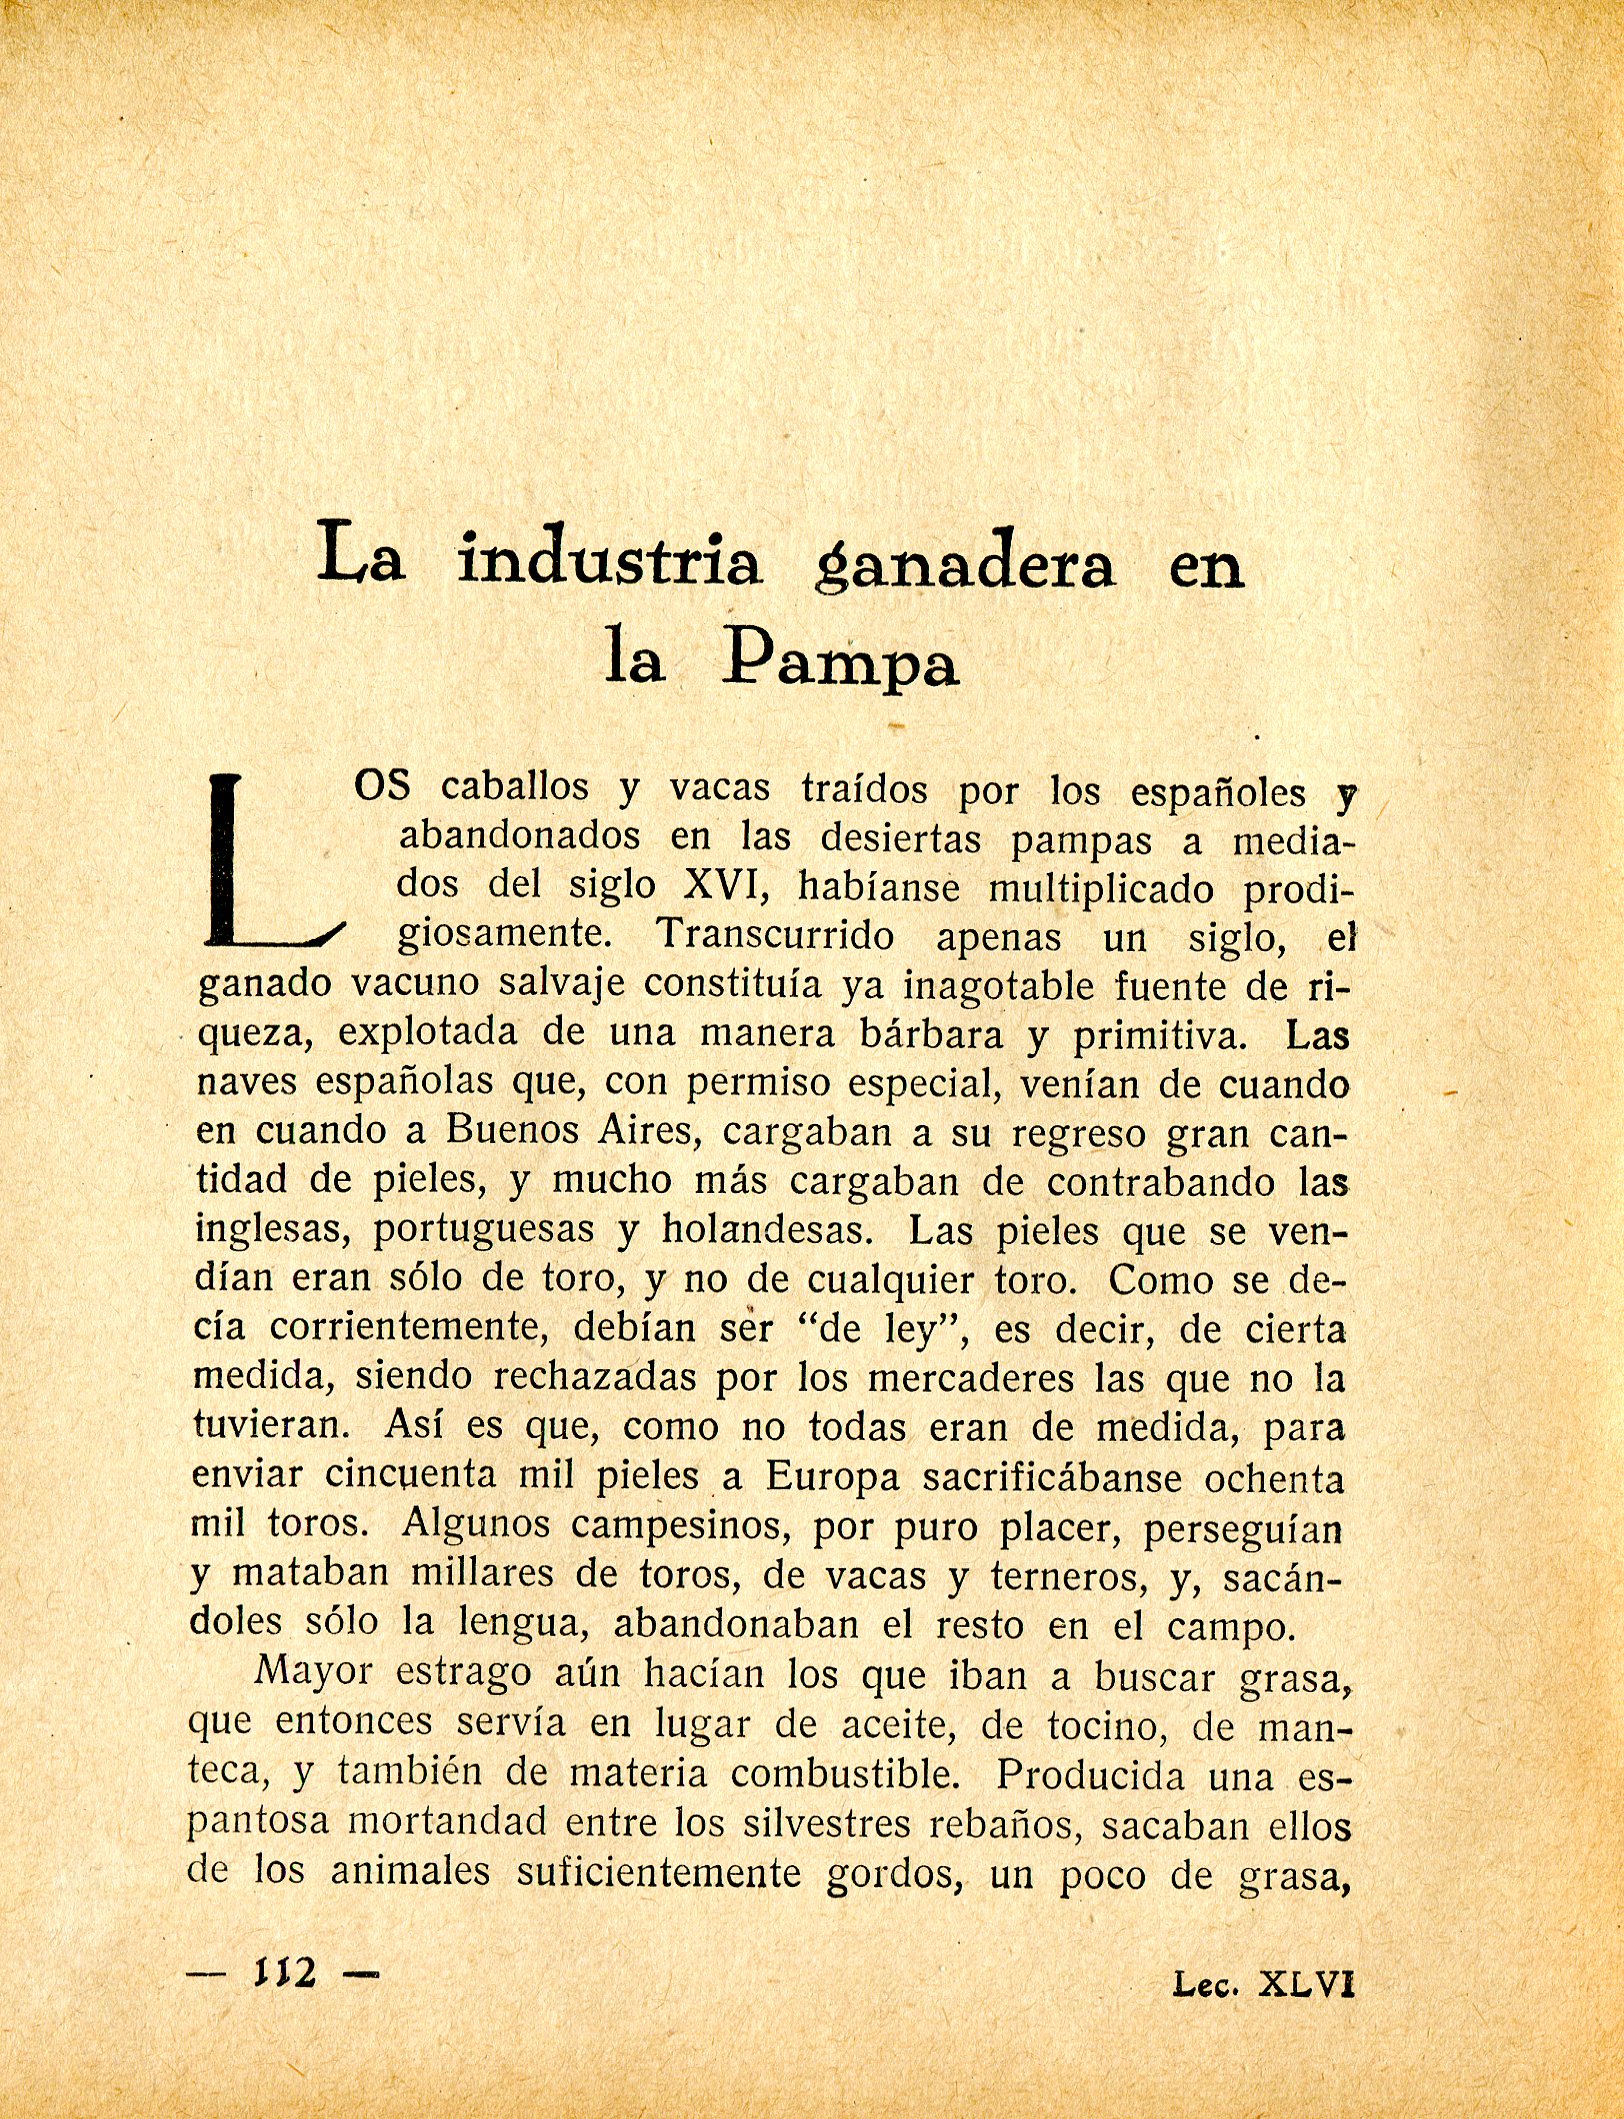 La industria ganadera en
la Pampa
LOS caballos y vacas traídos por los españoles y
abandonados en las desiertas pampas a media-
dos del siglo XVI, habíanse multiplicado prodi-
giosamente. Transcurrido apenas un siglo, el
ganado vacuno salvaje constituía ya inagotable fuente de ri-
queza, explotada de una manera bárbara y primitiva. Las
naves españolas que, con permiso especial, venían de cuando
en cuando a Buenos Aires, cargaban a su regreso gran can-
tidad de pieles, y mucho más cargaban de contrabando las
inglesas, portuguesas y holandesas. Las pieles que se ven-
dían eran sólo de toro, y no de cualquier toro. Como se de-
cía corrientemente, debían ser “de ley”, es decir, de cierta
medida, siendo rechazadas por los mercaderes las que no la
tuvieran. Así es que, como no todas eran de medida, para
enviar cincuenta mil pieles a Europa sacrificábanse ochenta
mil toros. Algunos campesinos, por puro placer, perseguían
y mataban millares de toros, de vacas y terneros, y, sacán-
doles sólo la lengua, abandonaban el resto en el campo.
Mayor estrago aún hacían los que iban a buscar grasa,
que entonces servía en lugar de aceite, de tocino, de man-
teca, y también de materia combustible. Producida una es-
pantosa mortandad entre los silvestres rebaños, sacaban ellos
de los animales suficientemente gordos, un poco de grasa,
— 112 —
Lec. XLVI